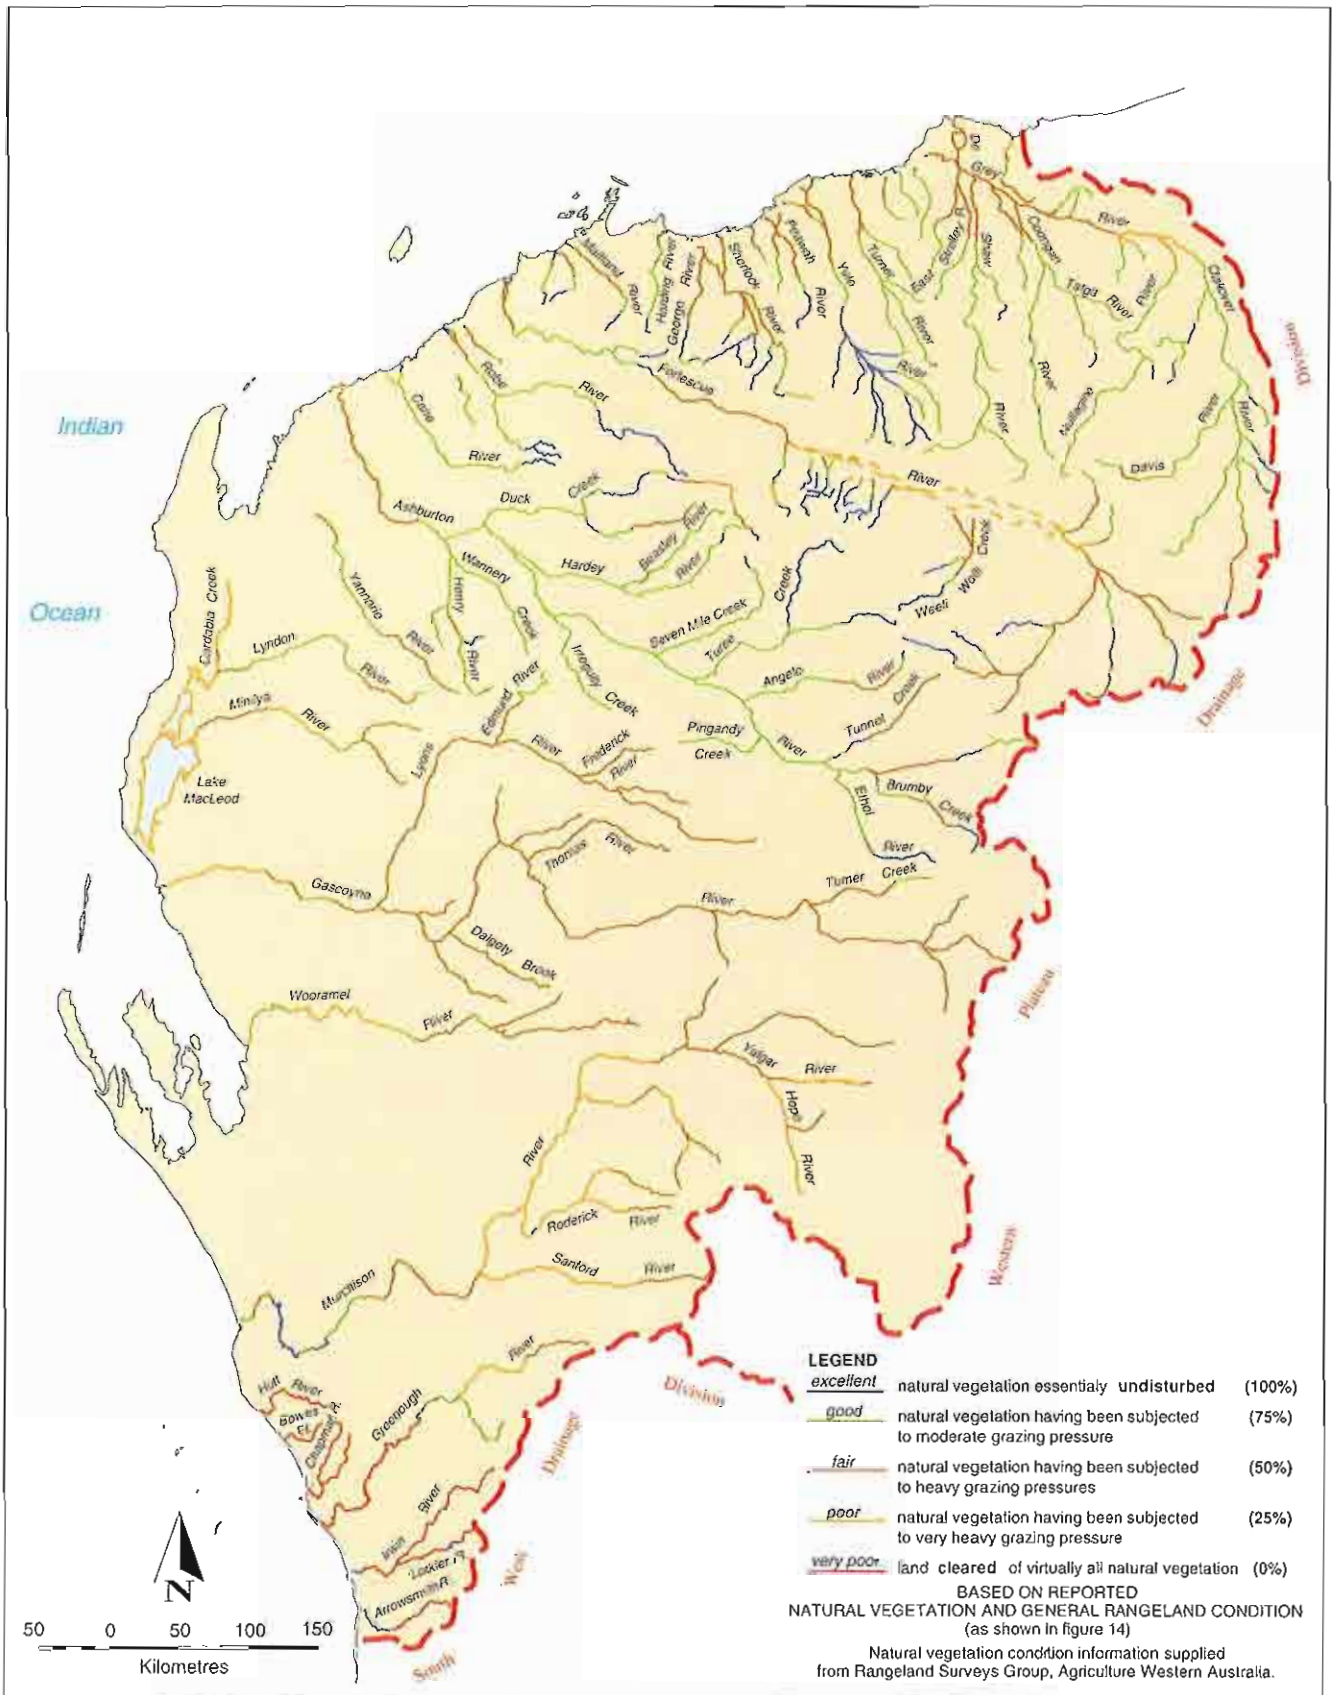 De
Grey
River
Maitland
River
Harding River
George River
Sherlock
River
Peawah
River
Yule
River
Turner
River
East
Strelley R
Shaw
River
Coongan
River
Talga River
River
Oakover
River
Nullagine
Davis
River
Division
Indian
Ocean
Robe
River
Cane
River
Fortescue
River
Ashburton
Duck
Creek
Hardey
River
Beasley River
Wannery
Creek
Henry
River
Yannarie
River
Cardabia Creek
Lyndon
River
Minilya
River
Lake
MacLeod
Lyons
Edmund River
River
Frederick
River
Irregully
Creek
Seven Mile Creek
Turee
Creek
Weeli Wolli Creek
Angelo
River
Tunnel Creek
Pingandy
Creek
River
Brumby
Creek
Ethel
River
Turner Creek
Drainage
Thomas River
Gascoyne
River
Dalgety
Brook
Wooramel
River
Plateau
Yalgar
River
Hope
River
River
Roderick
River
Sanford
River
Murchison
Western
Hutt River
Bowes
Chapman R.
Greenough
River
Irwin
River
Lockier R
Arrowsmith R
Division
Drainage
West
South
N
50 0 50 100 150
Kilometres
LEGEND
excellent natural vegetation essentialy undisturbed (100%)
good natural vegetation having been subjected (75%)
to moderate grazing pressure
fair natural vegetation having been subjected (50%)
to heavy grazing pressures
poor natural vegetation having been subjected (25%)
to very heavy grazing pressure
very poor land cleared of virtually all natural vegetation (0%)
BASED ON REPORTED
NATURAL VEGETATION AND GENERAL RANGELAND CONDITION
(as shown in figure 14)
Natural vegetation condition information supplied
from Rangeland Surveys Group, Agriculture Western Australia.